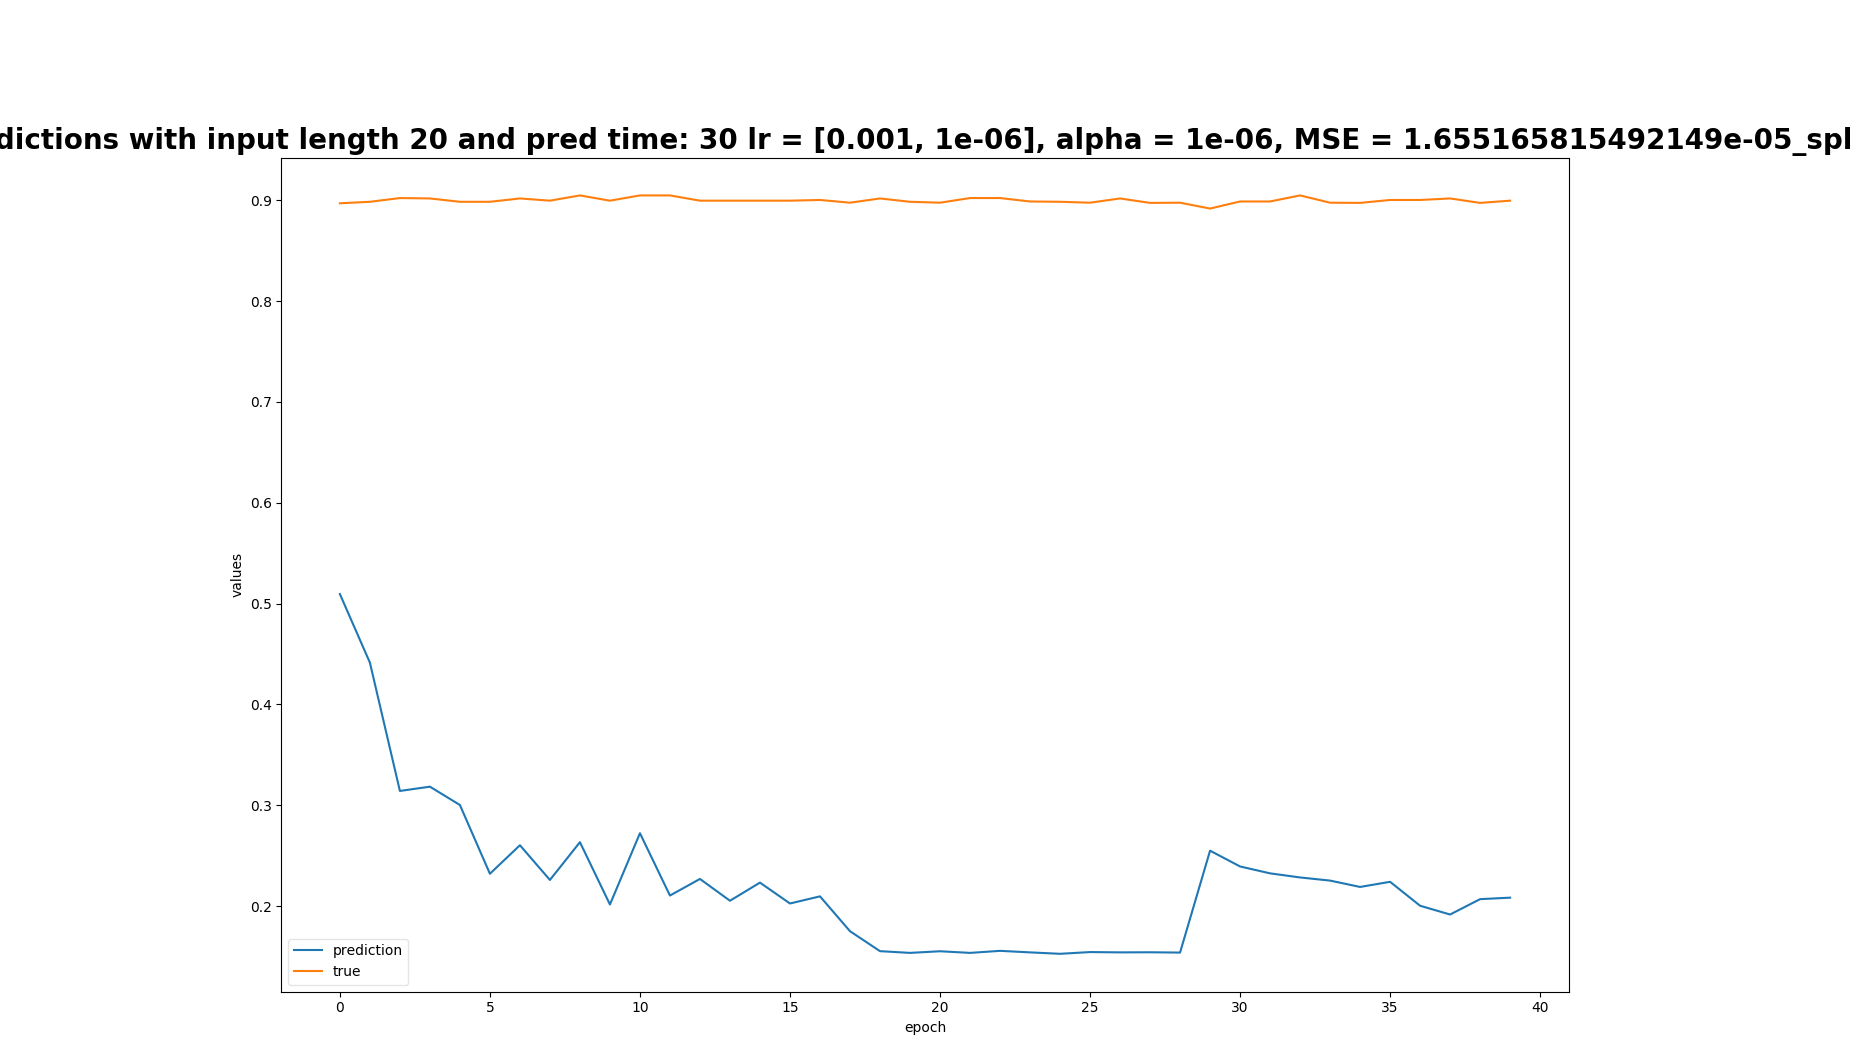 with input length 20 and pred time: 30 lr = [0.001, 1e-06], alpha = 1e-06, MSE = 1.655165815492149e-05
0.9
0.8
0.7
0.6
0.5
0.4
0.3
0.2
values
prediction
true
0 5 10 15 20 25 30 35 40
epoch